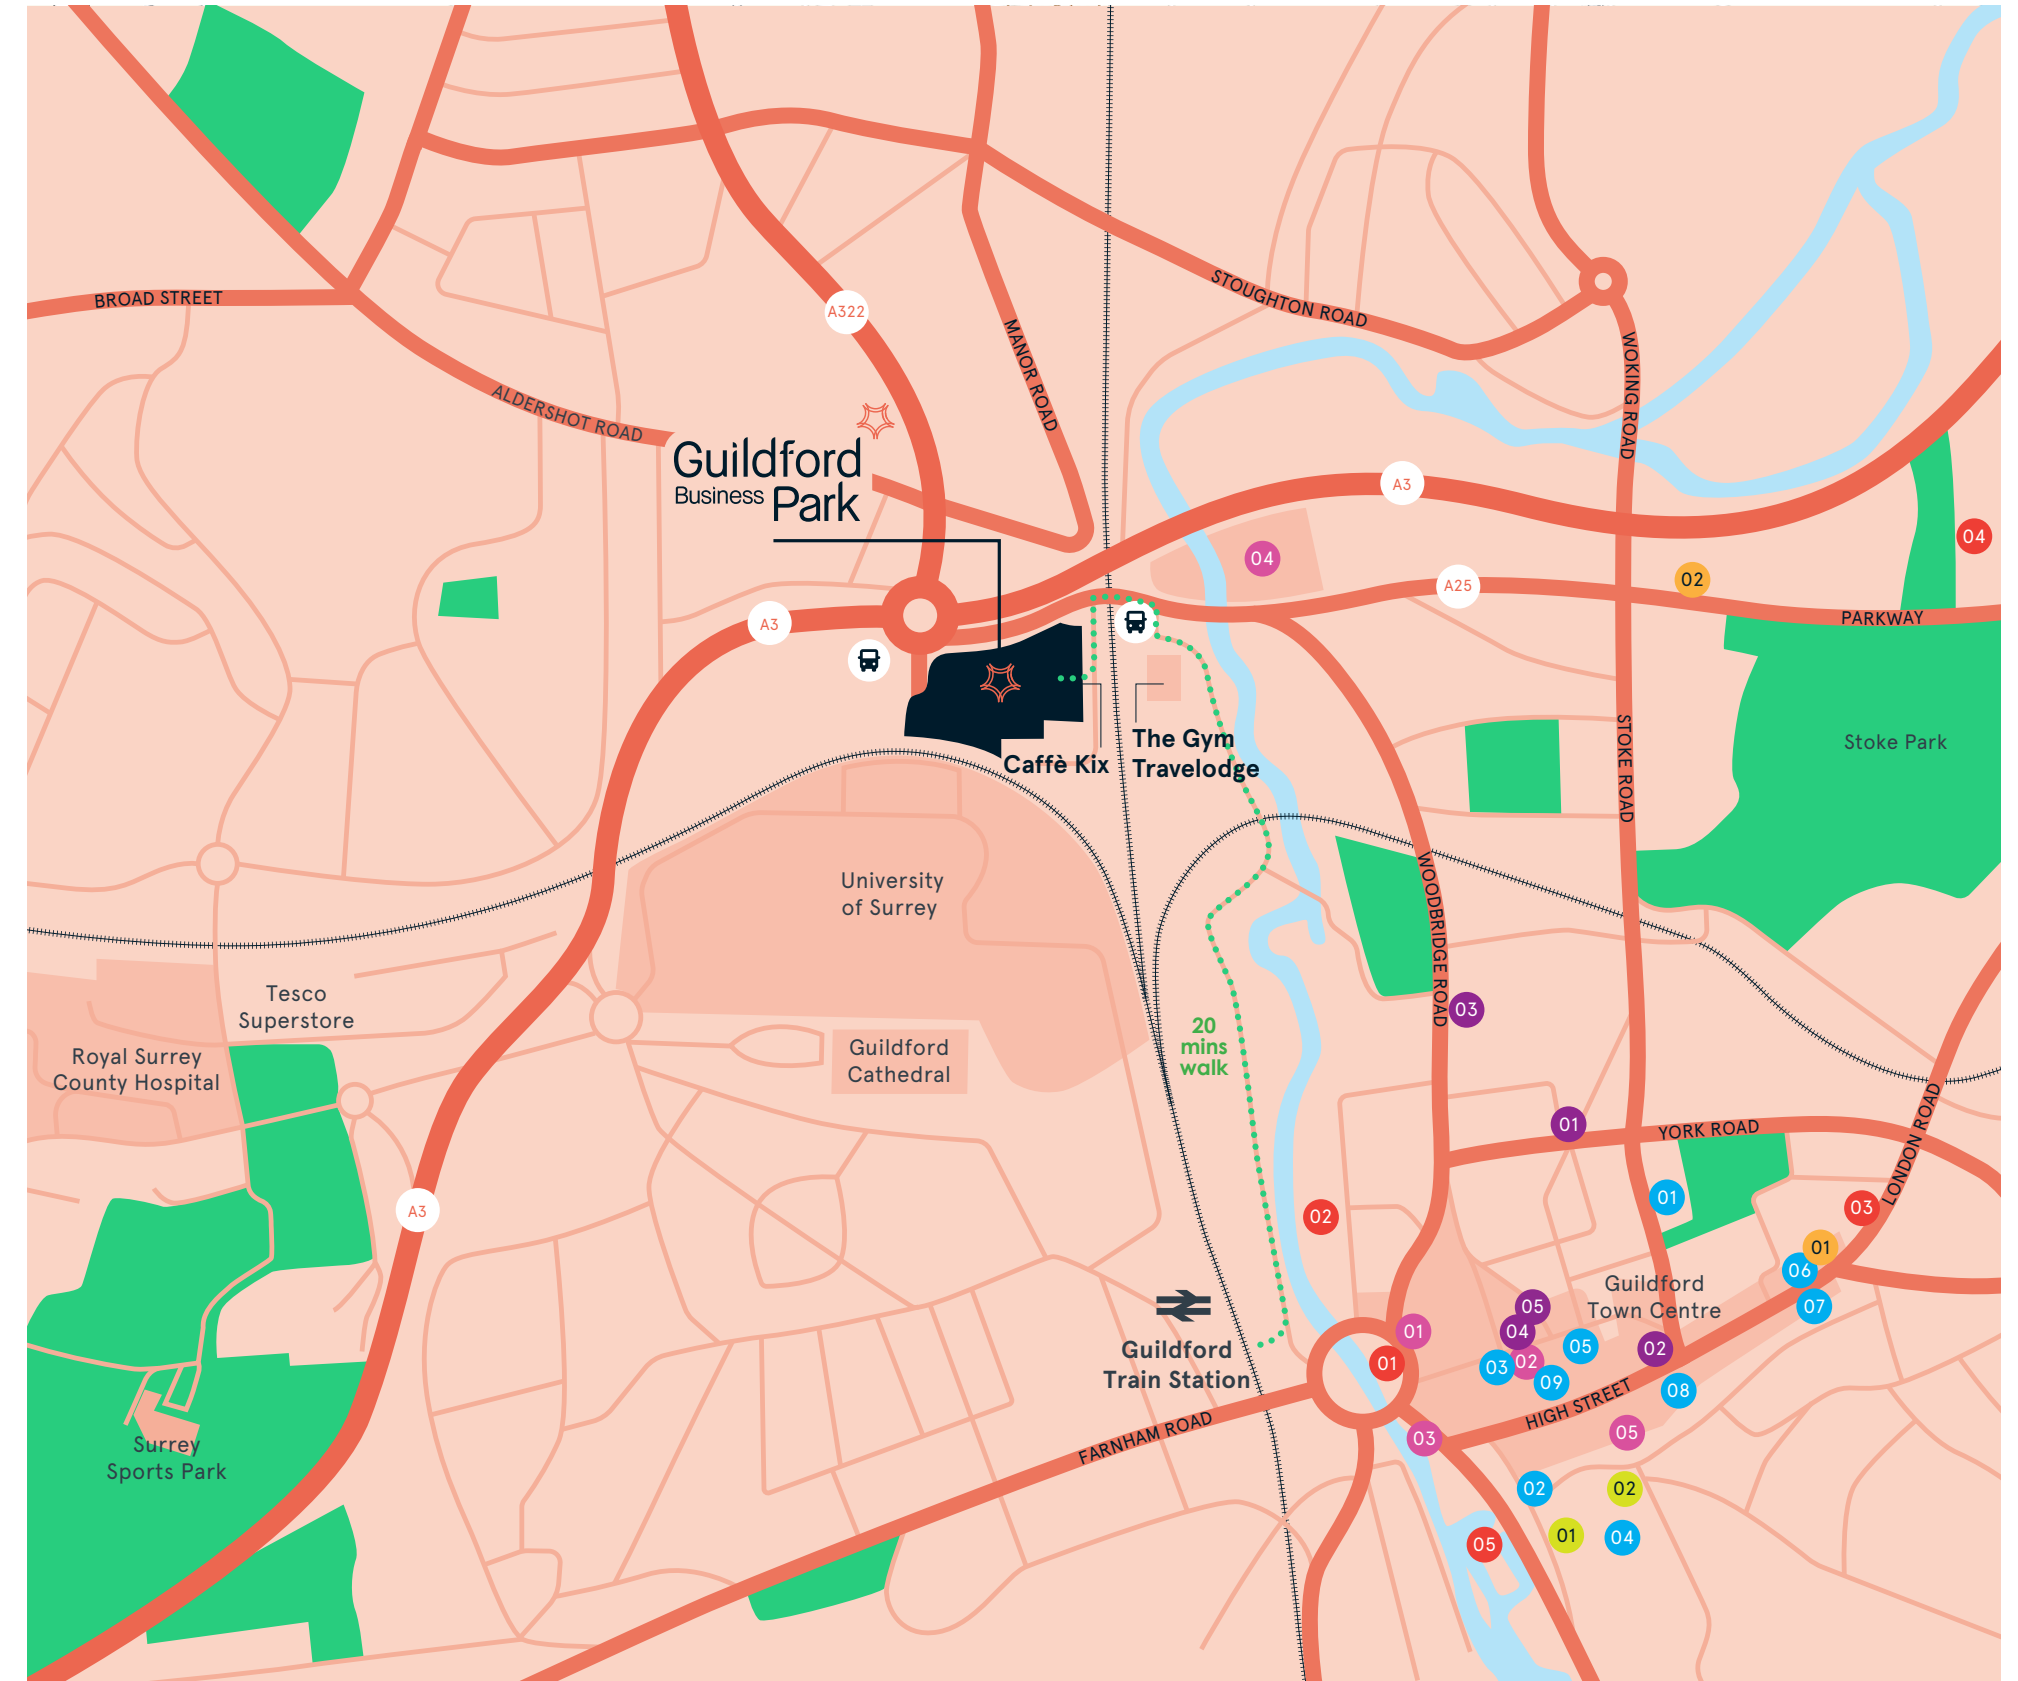 BROAD STREET
A322
STOUGHTON ROAD
MANOR ROAD
WOKING ROAD
ALDERSHOT ROAD
Guildford
Business Park
A3
04
04
02
A25
A3
PARKWAY
STOKE ROAD
Stoke Park
The Gym
Travelodge
Caffè Kix
University
of Surrey
WOODBRIDGE ROAD
Tesco
Superstore
03
20
mins
walk
Royal Surrey
County Hospital
Guildford
Cathedral
01
YORK ROAD
LONDON ROAD
A3
01
02
03
01
06
07
Guildford
Town Centre
05
04
01
05
02
01
03
02
09
08
Guildford
Train Station
HIGH STREET
FARNHAM ROAD
03
05
Surrey
Sports Park
02
02
01
04
05